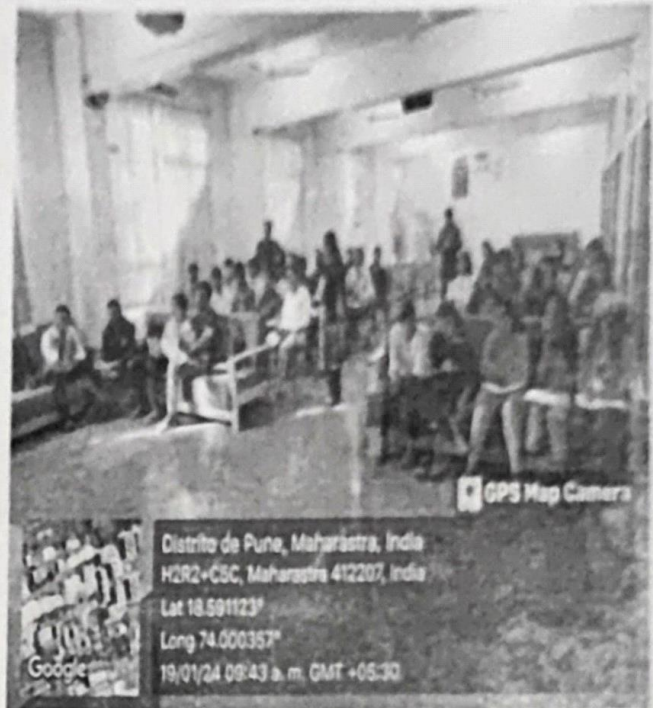 GPS Map Camera
Distrito de Pune, Maharastra, India
H2R2+C5C, Maharastra 412207, India
Lat 18.591123°
Long 74.000357°
19/01/24 09:43 a. m. GMT +05:30
Google